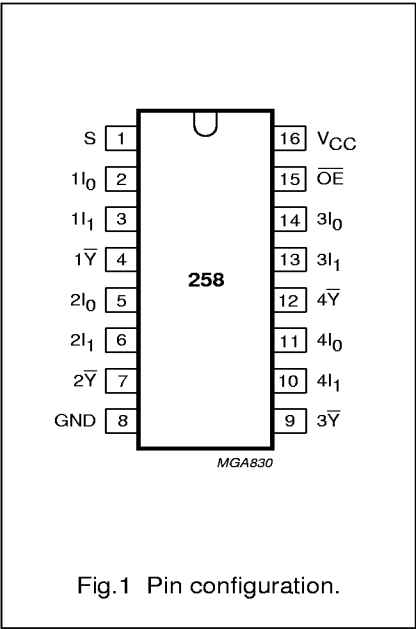 S 1 16 VCC
1I0 2 15 O̅E̅
1I1 3 14 3I0
1Y̅ 4 13 3I1
258
2I0 5 12 4Y̅
2I1 6 11 4I0
2Y̅ 7 10 4I1
GND 8 9 3Y̅
MGA830
Fig.1 Pin configuration.